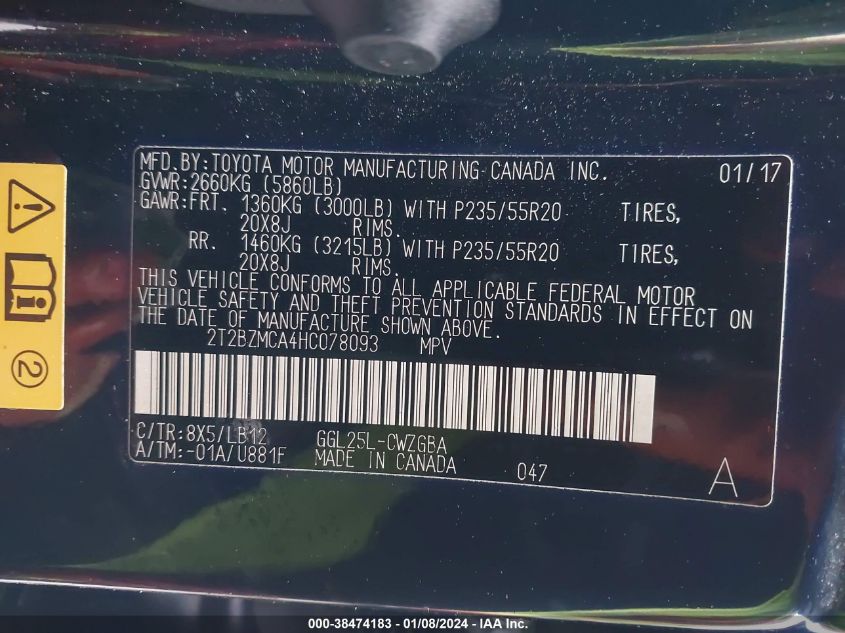 MFD.BY:TOYOTA MOTOR MANUFACTURING CANADA INC. 01/17
GVWR:2660KG (5860LB)
GAWR:FRT. 1360KG (3000LB) WITH P235/55R20 TIRES,
20X8J RIMS.
RR. 1460KG (3215LB) WITH P235/55R20 TIRES,
20X8J RIMS.
THIS VEHICLE CONFORMS TO ALL APPLICABLE FEDERAL MOTOR
VEHICLE SAFETY AND THEFT PREVENTION STANDARDS IN EFFECT ON
THE DATE OF MANUFACTURE SHOWN ABOVE.
2T2BZMCA4HC078093 MPV
C/TR:8X5/LB12 GGL25L-CWZGBA
A/TM:-01A/U881F MADE IN CANADA 047 A
2
000-38474183 - 01/08/2024 - IAA Inc.